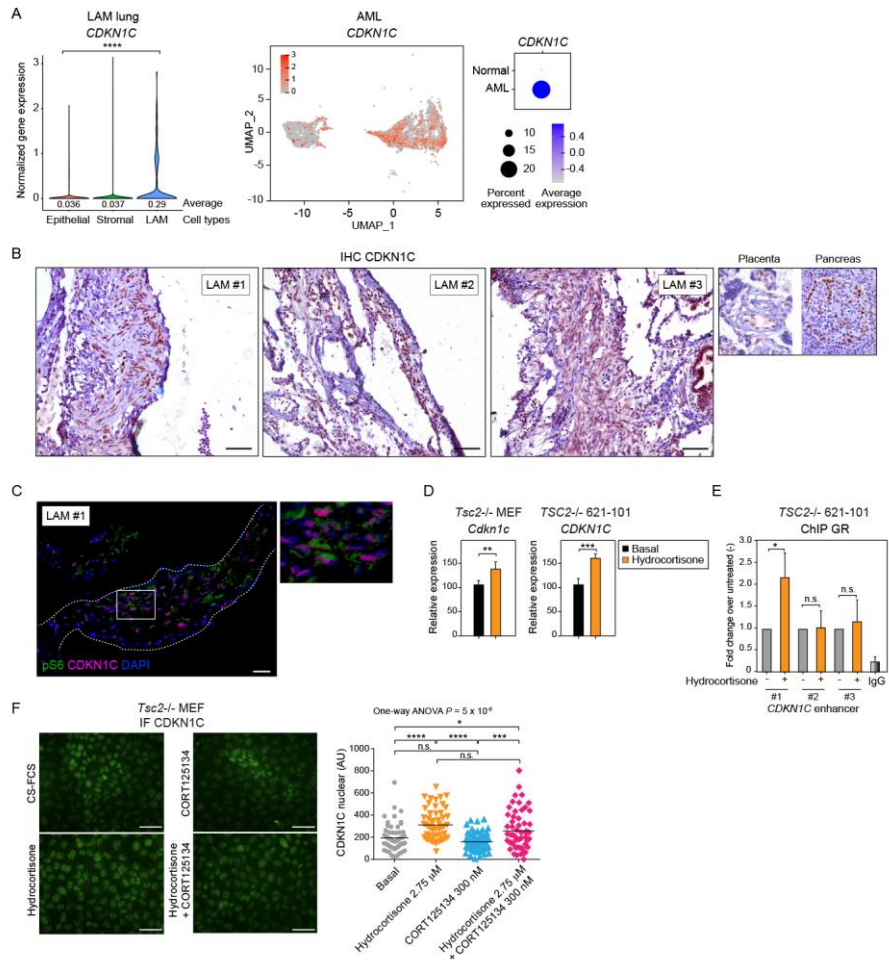 A
LAM lung
CDKN1C
****
Normalized gene expression
3
2
1
0
0.036 0.037 0.29 Average
Epithelial Stromal LAM Cell types
AML
CDKN1C
3
2
1
0
UMAP_2
10
5
0
-5
-10
-10 -5 0 5
UMAP_1
CDKN1C
Normal
AML
10
15
20
Percent expressed
0.4
-0.4
Average expression
B
IHC CDKN1C
LAM #1
LAM #2
LAM #3
Placenta Pancreas
C
LAM #1
pS6 CDKN1C DAPI
D
Tsc2-/- MEF
Cdkn1c
**
Relative expression
100
50
0
TSC2-/- 621-101
CDKN1C
***
Relative expression
100
50
0
Basal
Hydrocortisone
E
TSC2-/- 621-101
ChIP GR
Fold change over untreated (-)
3.0
2.5
2.0
1.5
1.0
0.5
0
* n.s. n.s.
Hydrocortisone - + - + - + IgG
#1 #2 #3
CDKN1C enhancer
F
Tsc2-/- MEF
IF CDKN1C
CS-FCS
CORT125134
Hydrocortisone
Hydrocortisone
+ CORT125134
One-way ANOVA P = 5 x 10⁻⁸
*
**** **** ***
n.s.
n.s.
CDKN1C nuclear (AU)
1000
800
600
400
200
0
Basal
Hydrocortisone 2.75 µM
CORT125134 300 nM
Hydrocortisone 2.75 µM
+ CORT125134 300 nM